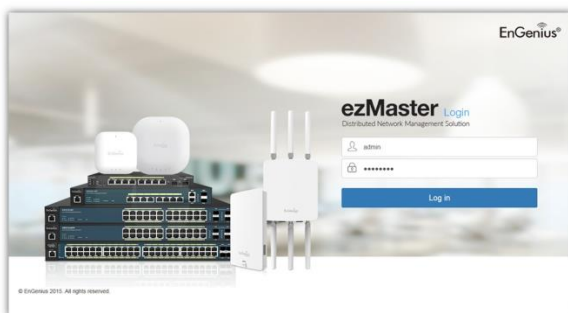 EnGenius®
ezMaster Login
Distributed Network Management Solution
admin
••••••••
Log in
© EnGenius 2015. All rights reserved.